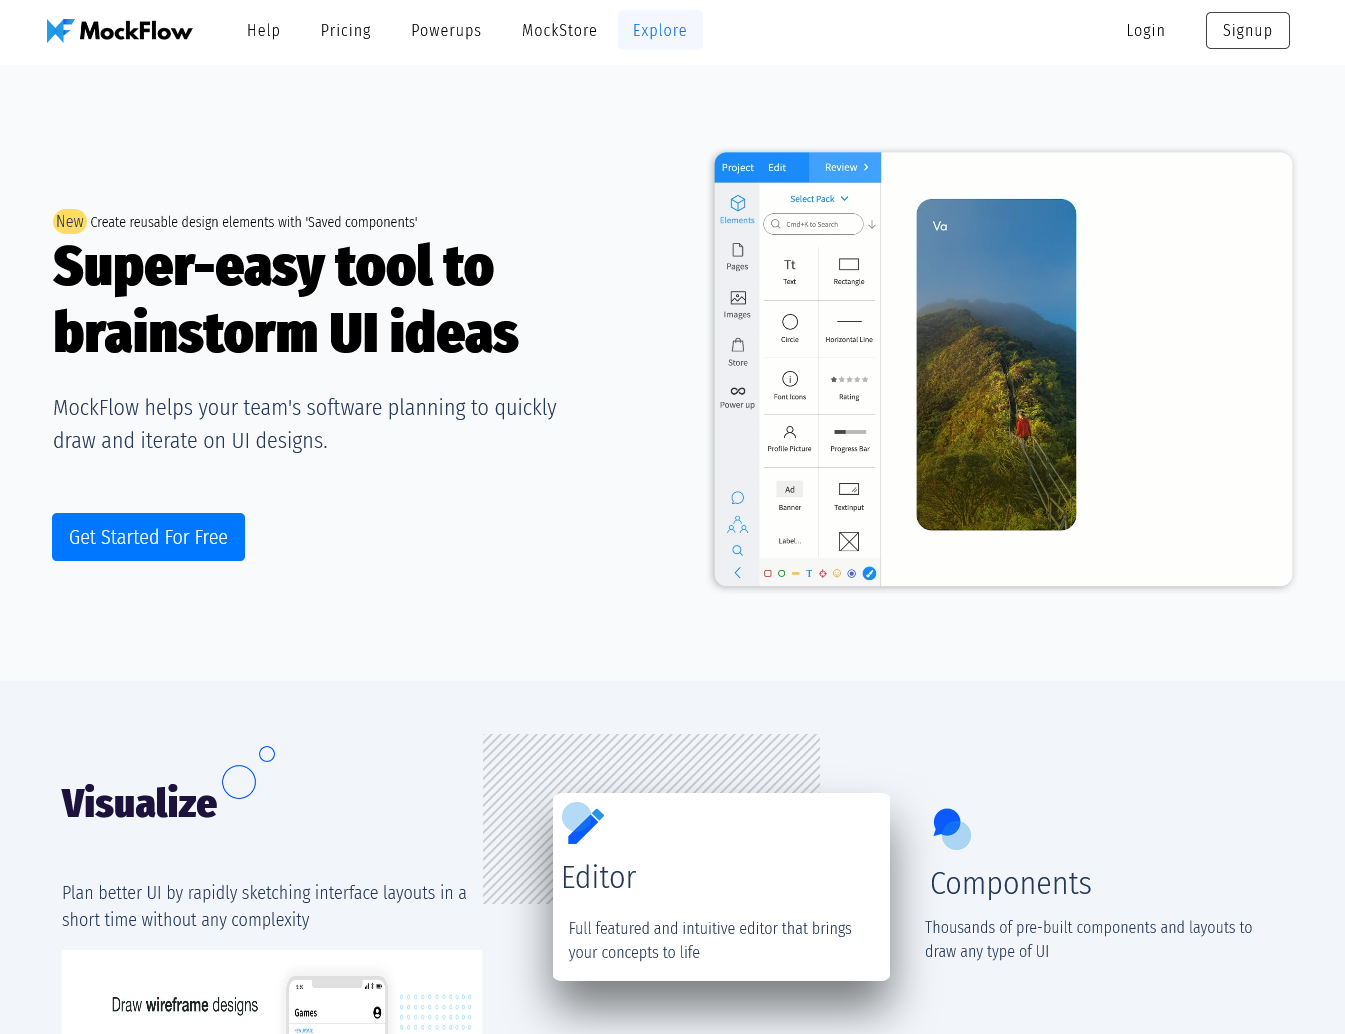 MockFlow
Help
Pricing
Powerups
MockStore
Explore
Login
Signup
New Create reusable design elements with 'Saved components'
Super-easy tool to
brainstorm UI ideas
MockFlow helps your team's software planning to quickly
draw and iterate on UI designs.
Get Started For Free
Project
Edit
Review
Elements
Pages
Images
Store
Power up
Select Pack
Cmd+K to Search
Tt
Text
Rectangle
Circle
Horizontal Line
Font Icons
Rating
Profile Picture
Progress Bar
Ad
Banner
TextInput
Label...
T
Va
Visualize
Plan better UI by rapidly sketching interface layouts in a
short time without any complexity
Draw wireframe designs
Games
Editor
Full featured and intuitive editor that brings
your concepts to life
Components
Thousands of pre-built components and layouts to
draw any type of UI